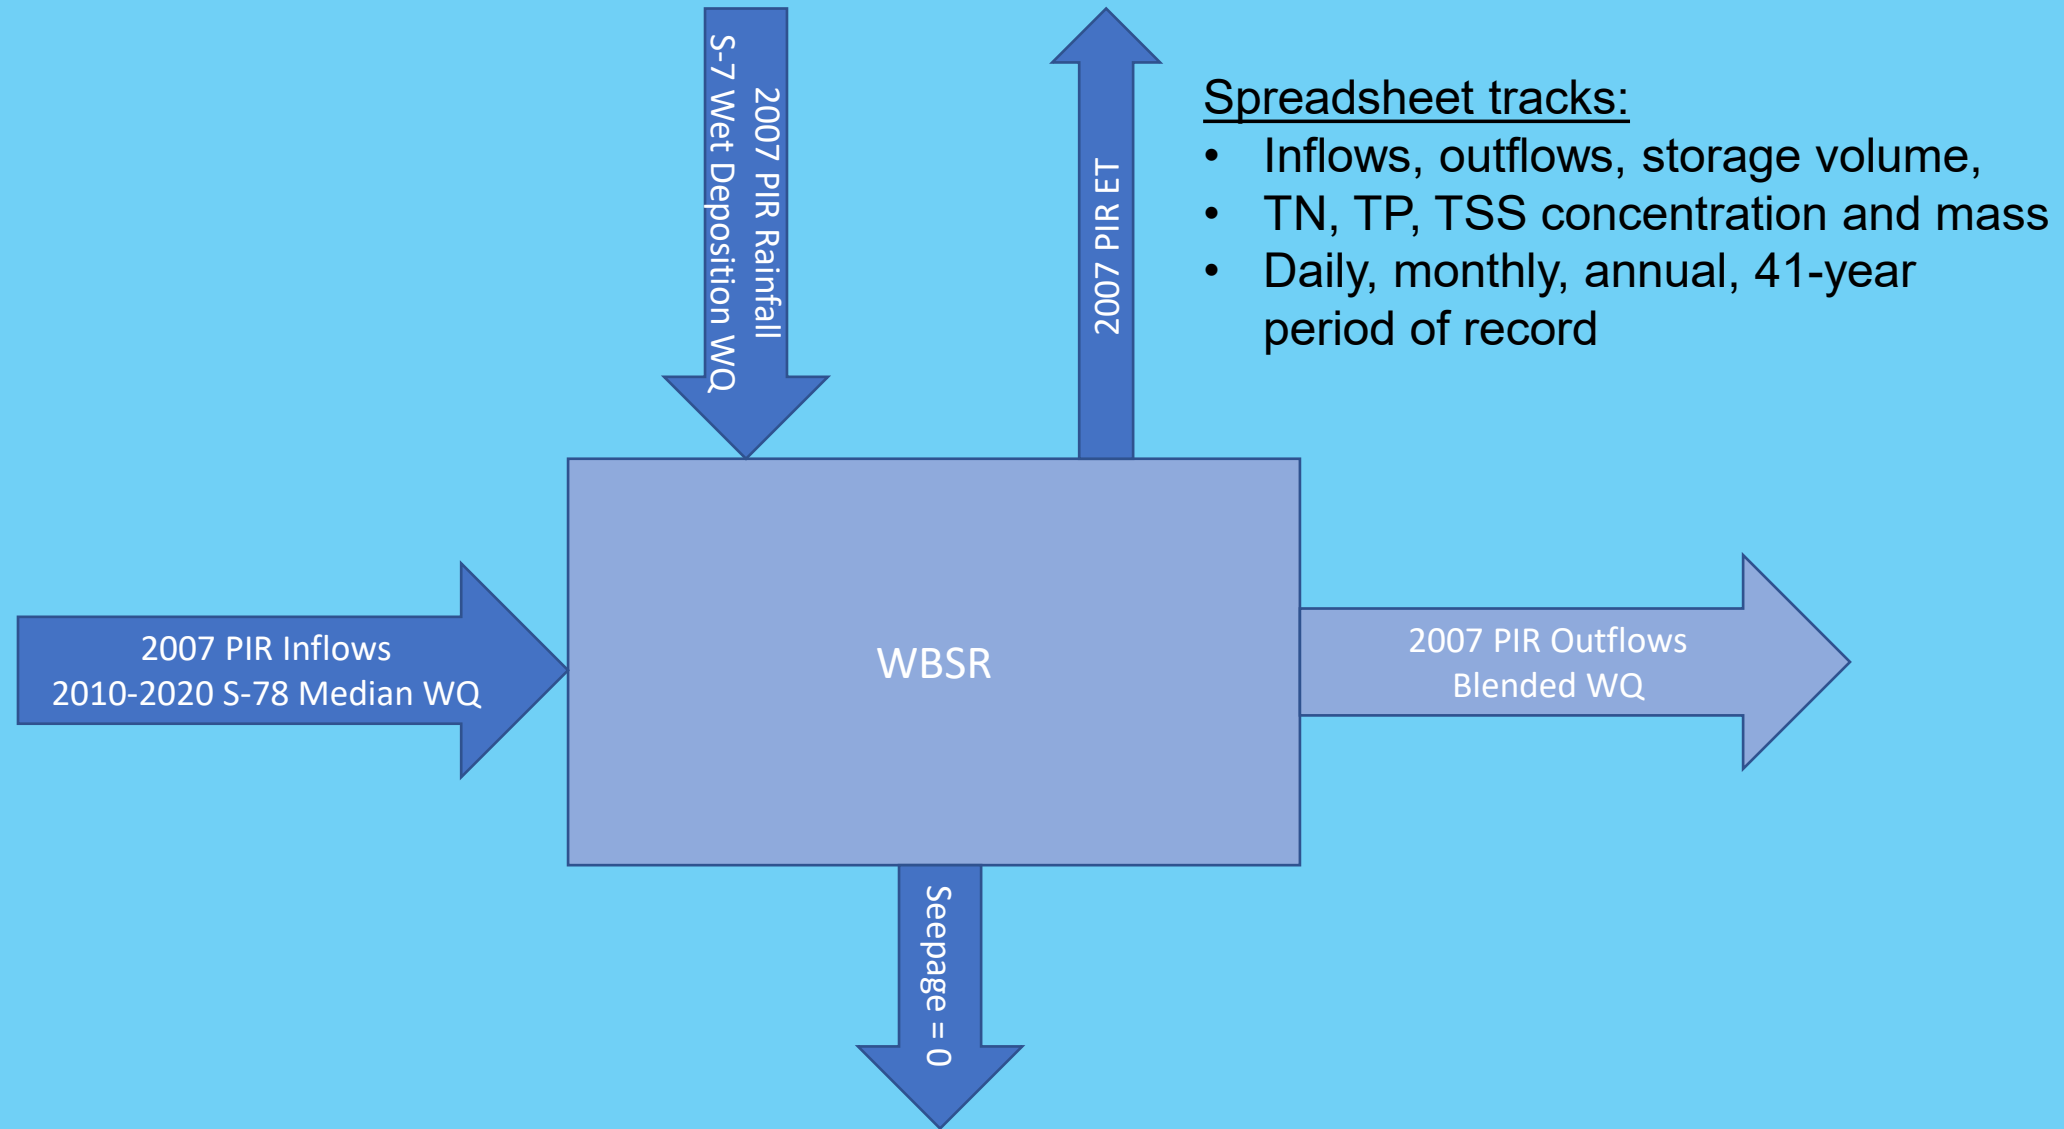 S-7 Wet Deposition WQ
2007 PIR Rainfall
2007 PIR ET
Spreadsheet tracks:
• Inflows, outflows, storage volume,
• TN, TP, TSS concentration and mass
• Daily, monthly, annual, 41-year
period of record
2007 PIR Inflows
2010-2020 S-78 Median WQ
WBSR
2007 PIR Outflows
Blended WQ
Seepage = 0